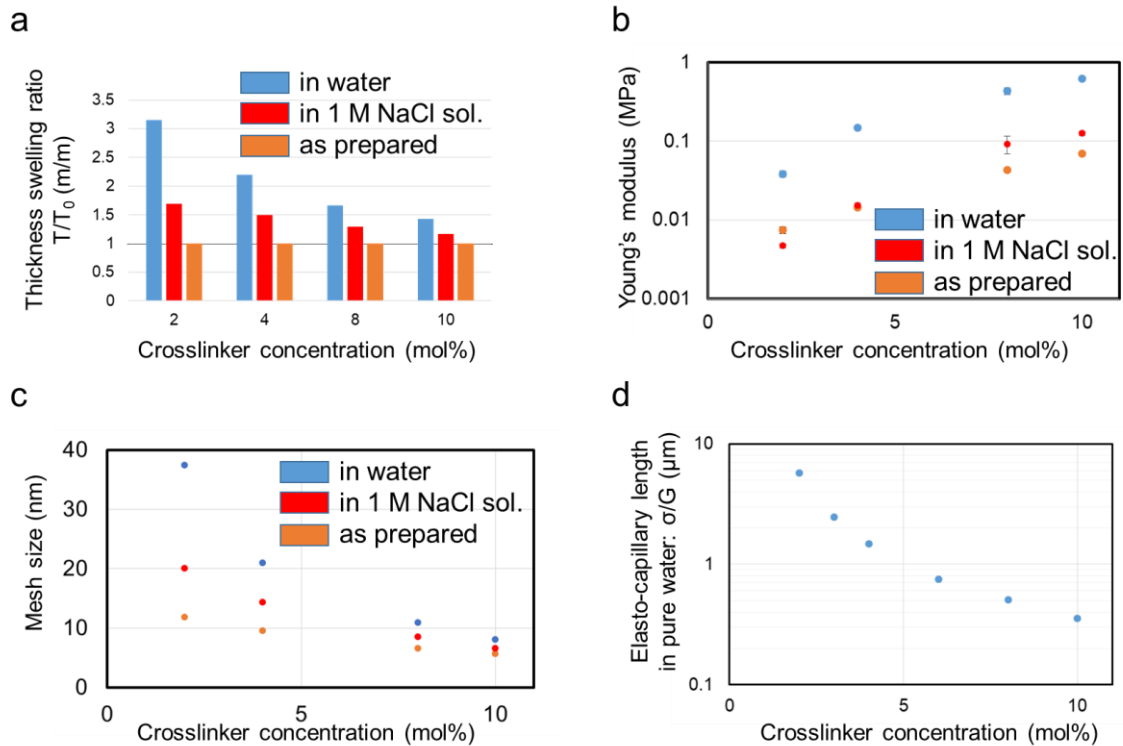 a
Thickness swelling ratio
T/T₀ (m/m)
3.5
3
2.5
2
1.5
1
0.5
0
in water
in 1 M NaCl sol.
as prepared
2 4 8 10
Crosslinker concentration (mol%)
b
Young's modulus (MPa)
1
0.1
0.01
0.001
in water
in 1 M NaCl sol.
as prepared
0 5 10
Crosslinker concentration (mol%)
c
Mesh size (nm)
40
30
20
10
0
in water
in 1 M NaCl sol.
as prepared
0 5 10
Crosslinker concentration (mol%)
d
Elasto-capillary length
in pure water: σ/G (μm)
10
1
0.1
0 5 10
Crosslinker concentration (mol%)